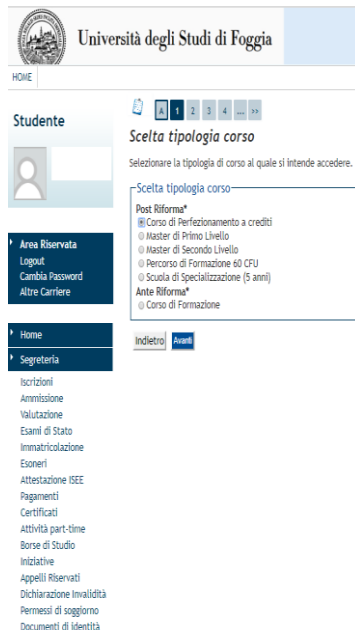 Università degli Studi di Foggia
HOME
Studente
Area Riservata
Logout
Cambia Password
Altre Carriere
Home
Segreteria
Iscrizioni
Ammissione
Valutazione
Esami di Stato
Immatricolazione
Esoneri
Attestazione ISEE
Pagamenti
Certificati
Attività part-time
Borse di Studio
Iniziative
Appelli Riservati
Dichiarazione Invalidità
Permessi di soggiorno
Documenti di identità
A 1 2 3 4 ... >>
Scelta tipologia corso
Selezionare la tipologia di corso al quale si intende accedere.
Scelta tipologia corso
Post Riforma*
Corso di Perfezionamento a crediti
Master di Primo Livello
Master di Secondo Livello
Percorso di Formazione 60 CFU
Scuola di Specializzazione (5 anni)
Ante Riforma*
Corso di Formazione
Indietro Avanti